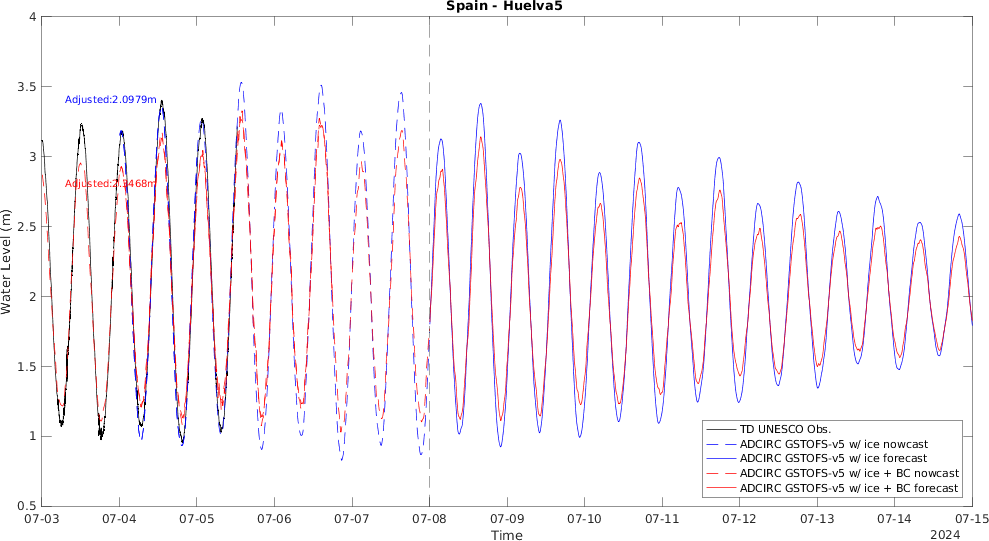 Spain - Huelva5
4
3.5
3
2.5
2
1.5
1
0.5
Water Level (m)
Adjusted:2.0979m
Adjusted:2.1468m
TD UNESCO Obs.
ADCIRC GSTOFS-v5 w/ ice nowcast
ADCIRC GSTOFS-v5 w/ ice forecast
ADCIRC GSTOFS-v5 w/ ice + BC nowcast
ADCIRC GSTOFS-v5 w/ ice + BC forecast
07-03 07-04 07-05 07-06 07-07 07-08 07-09 07-10 07-11 07-12 07-13 07-14 07-15
Time
2024